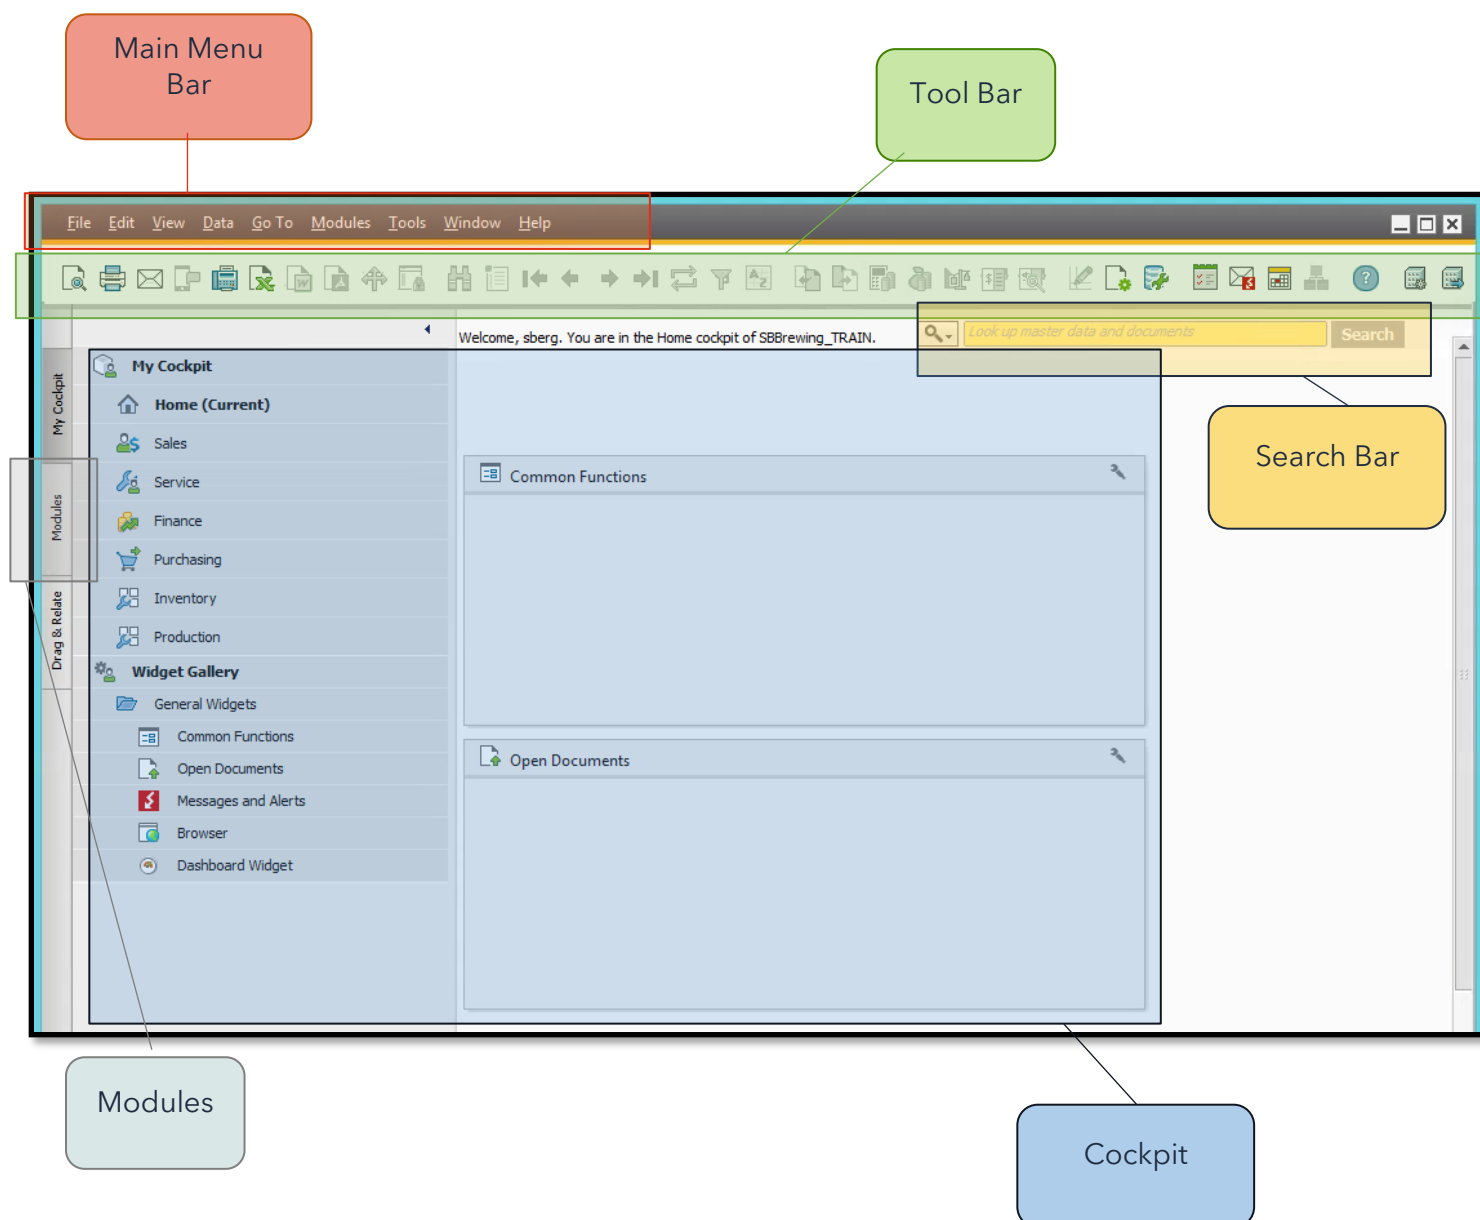 Main Menu
Bar
Tool Bar
File Edit View Data Go To Modules Tools Window Help
Welcome, sberg. You are in the Home cockpit of SBBrewing_TRAIN.
Look up master data and documents
Search
My Cockpit
Modules
Drag & Relate
My Cockpit
Home (Current)
Sales
Service
Finance
Purchasing
Inventory
Production
Widget Gallery
General Widgets
Common Functions
Open Documents
Messages and Alerts
Browser
Dashboard Widget
Common Functions
Open Documents
Search Bar
Modules
Cockpit